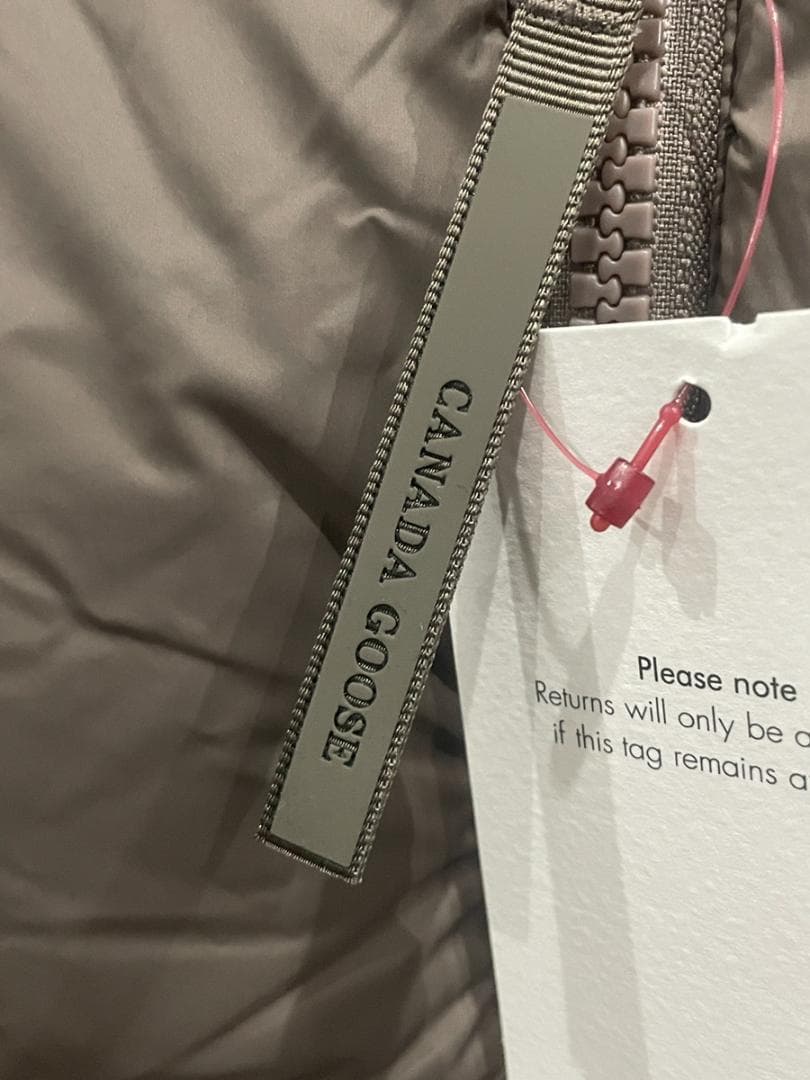 CANADA GOOSE
Please note
Returns will only be a
if this tag remains a